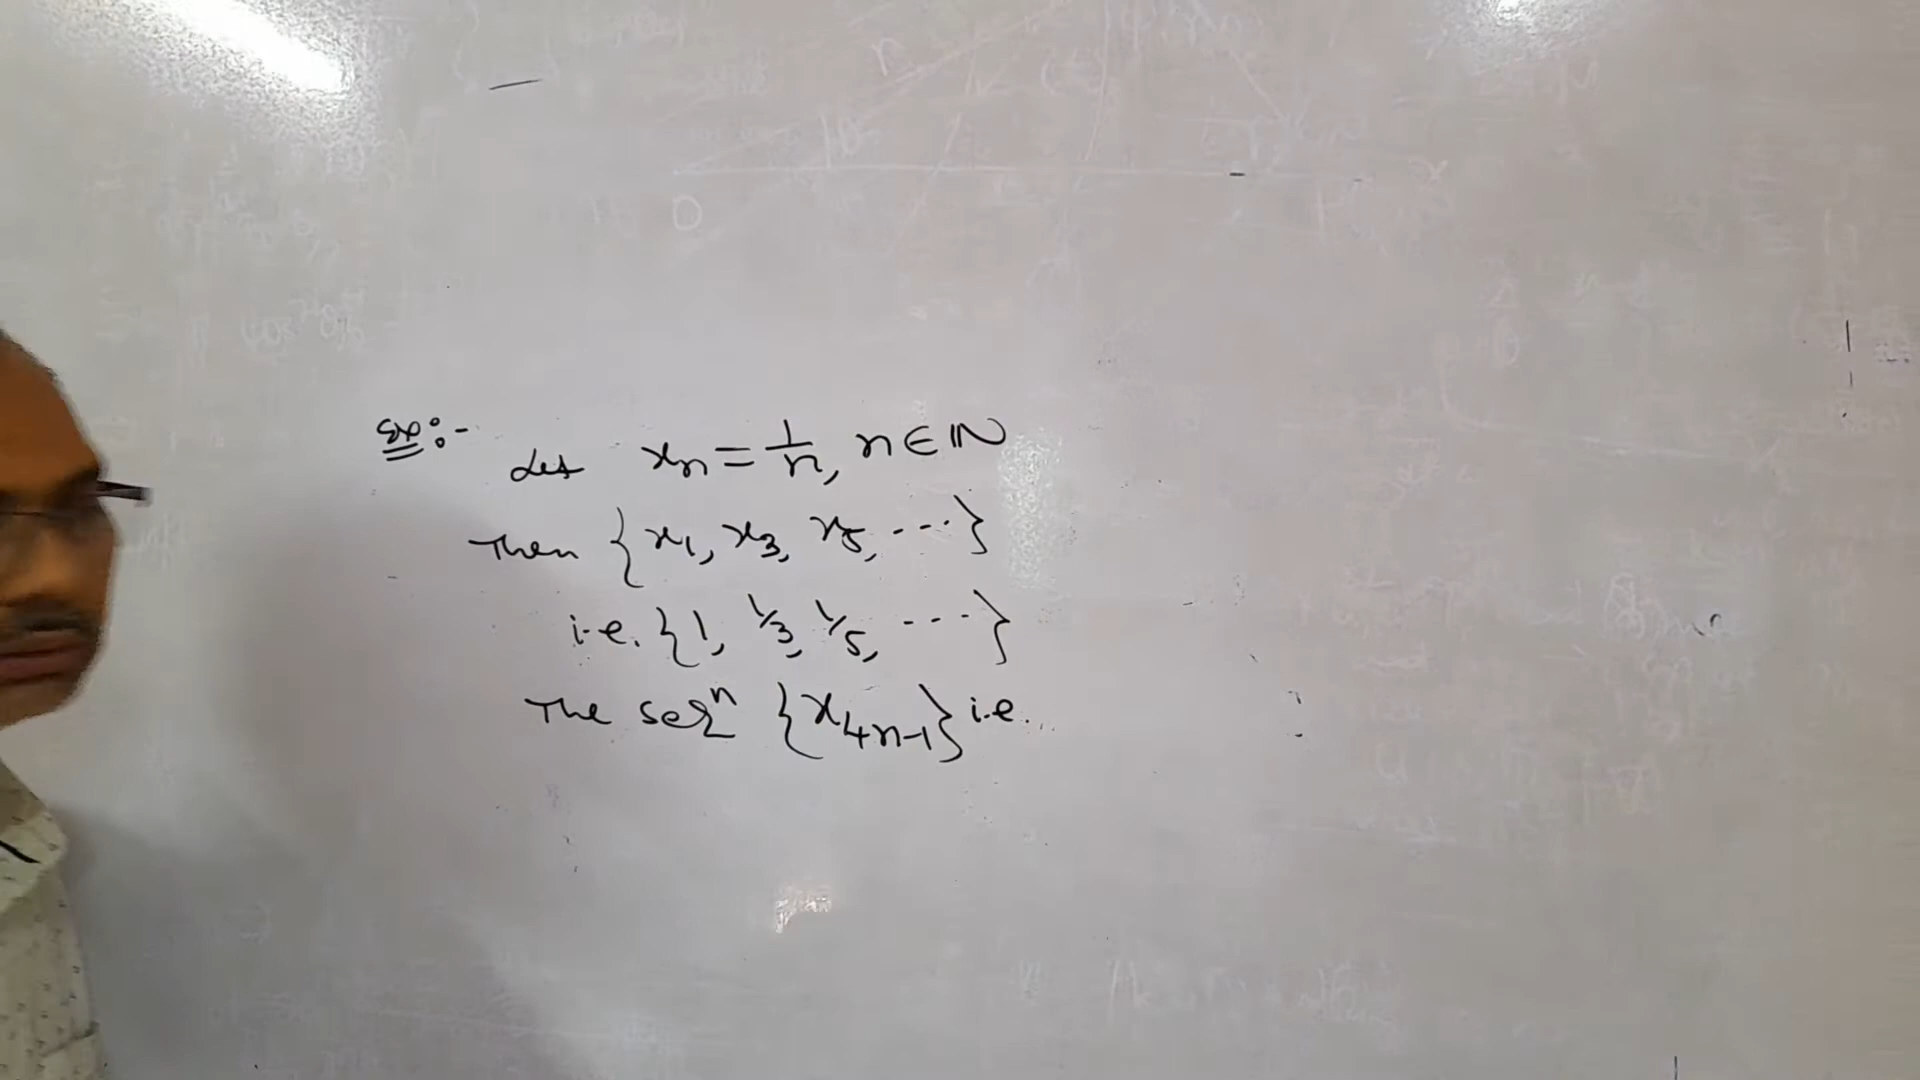 Ex:-
Let xₙ = 1/n, n ∈ ℕ
Then {x₁, x₃, x₅, ...}
i.e. {1, 1/3, 1/5, ...}
The seqⁿ {x₄ₙ₋₁} i.e.